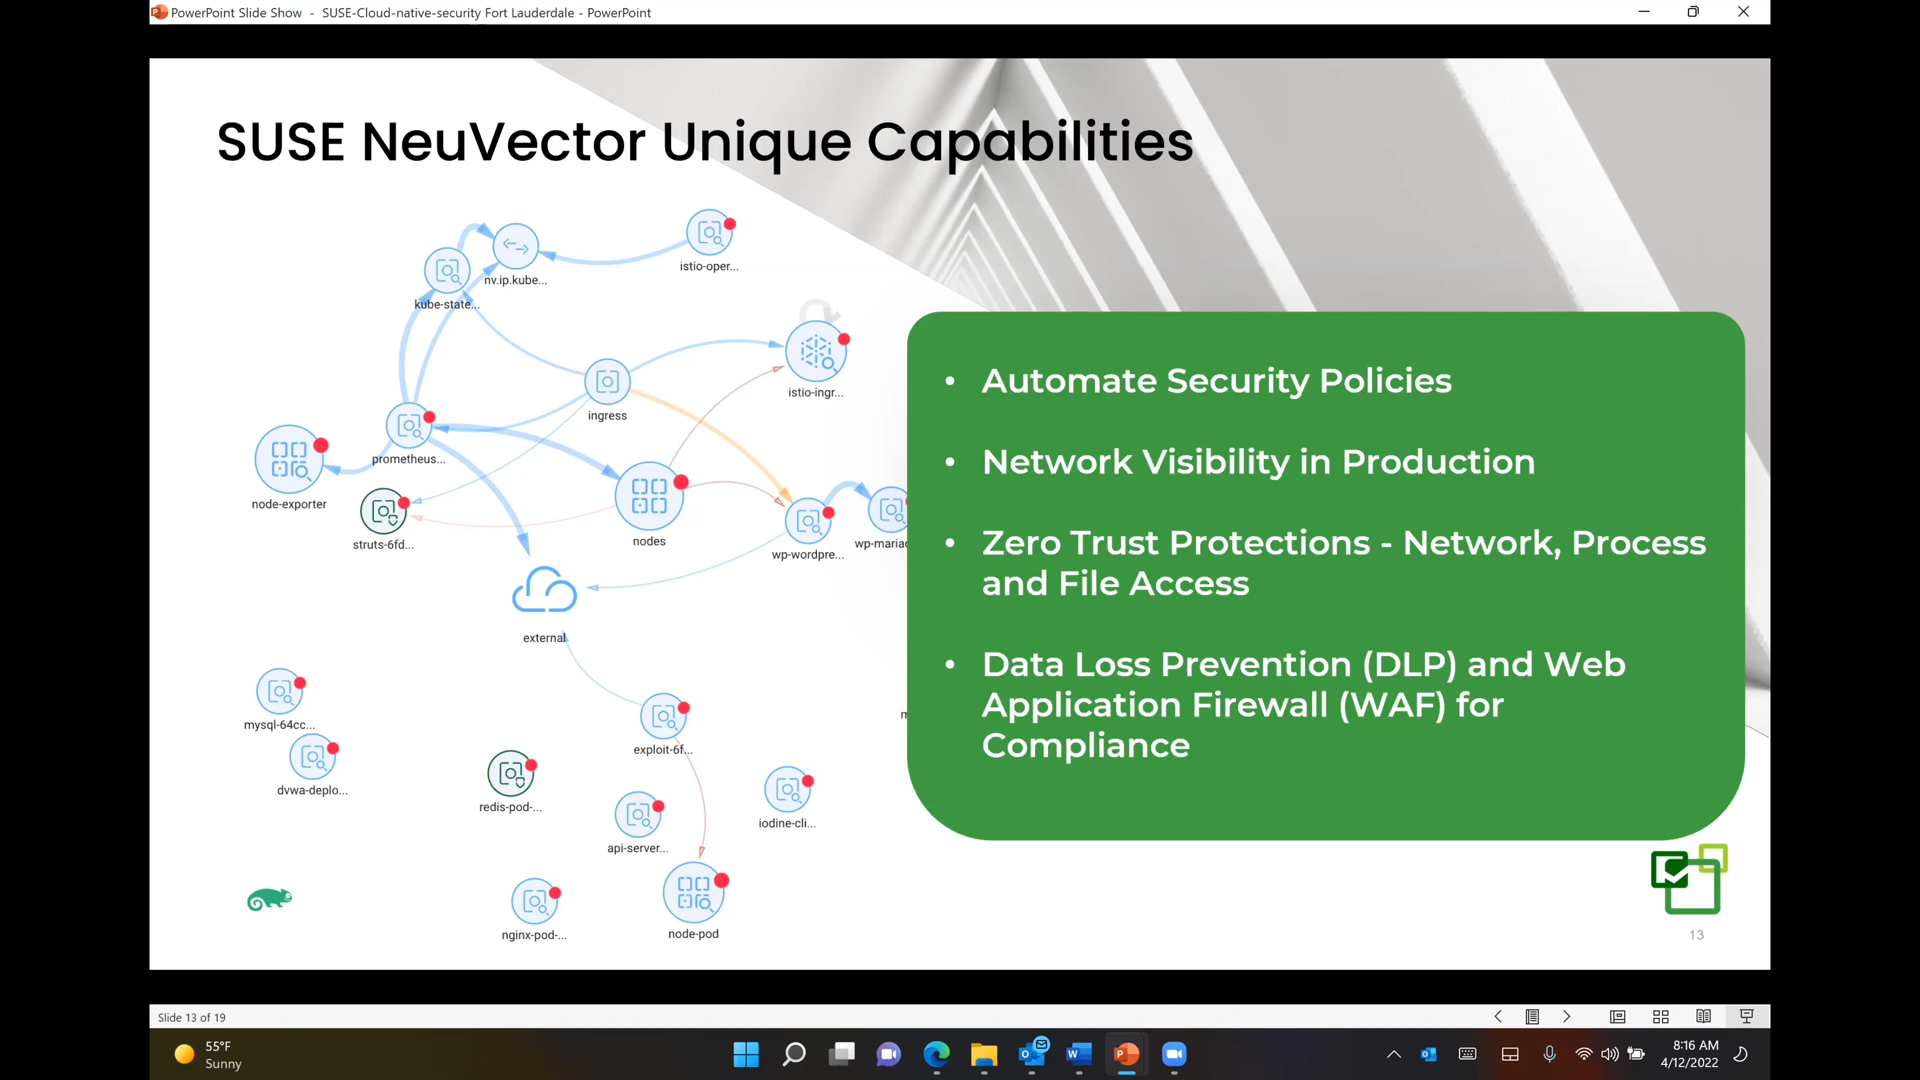 PowerPoint Slide Show - SUSE-Cloud-native-security Fort Lauderdale - PowerPoint
SUSE NeuVector Unique Capabilities
istio-oper...
nv.ip.kube...
kube-state...
istio-ingr...
ingress
prometheus...
node-exporter
struts-6fd...
nodes
wp-wordpre...
wp-mariad
external
mysql-64cc...
dvwa-deplo...
exploit-6f...
redis-pod-...
api-server...
iodine-cli...
nginx-pod-...
node-pod
• Automate Security Policies
• Network Visibility in Production
• Zero Trust Protections - Network, Process
and File Access
• Data Loss Prevention (DLP) and Web
Application Firewall (WAF) for
Compliance
13
Slide 13 of 19
55°F
Sunny
8:16 AM
4/12/2022